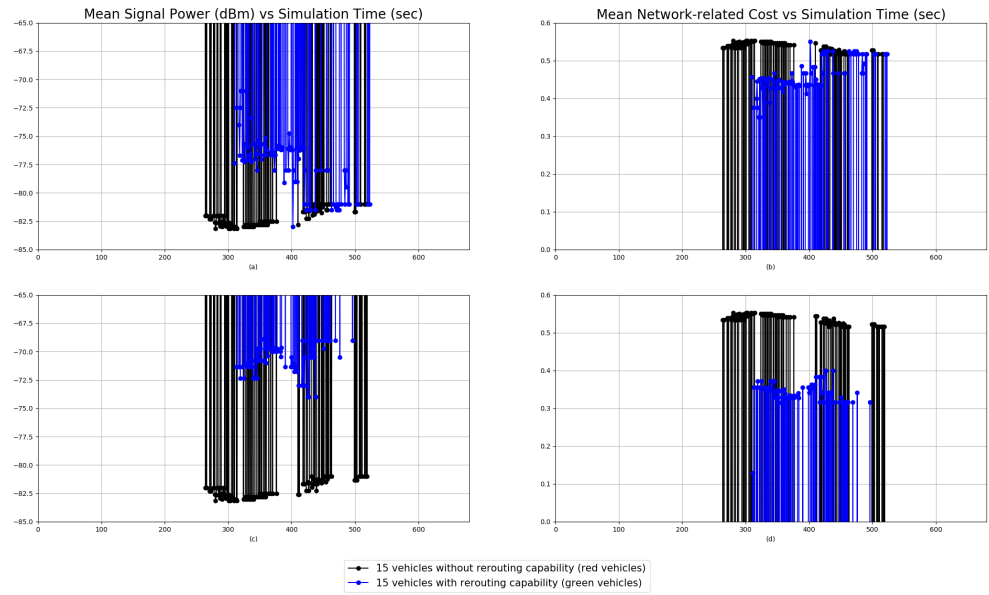 Mean Signal Power (dBm) vs Simulation Time (sec)
−65.0
−67.5
−70.0
−72.5
−75.0
−77.5
−80.0
−82.5
−85.0
0 100 200 300 400 500 600
(a)
Mean Network-related Cost vs Simulation Time (sec)
0.6
0.5
0.4
0.3
0.2
0.1
0.0
0 100 200 300 400 500 600
(b)
−65.0
−67.5
−70.0
−72.5
−75.0
−77.5
−80.0
−82.5
−85.0
0 100 200 300 400 500 600
(c)
0.6
0.5
0.4
0.3
0.2
0.1
0.0
0 100 200 300 400 500 600
(d)
15 vehicles without rerouting capability (red vehicles)
15 vehicles with rerouting capability (green vehicles)